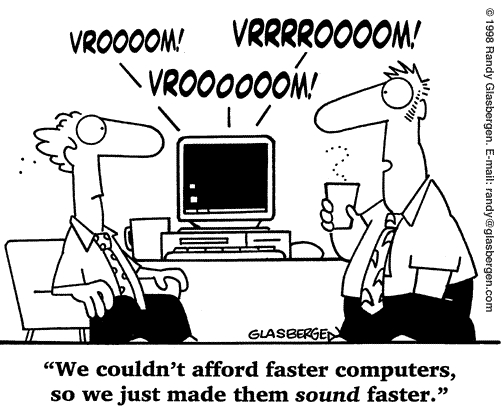 VROOOOM!
VRRRROOOOM!
VROOOOOOM!
© 1998 Randy Glasbergen. E-mail: randy@glasbergen.com
GLASBERGEN
“We couldn’t afford faster computers,
so we just made them sound faster.”